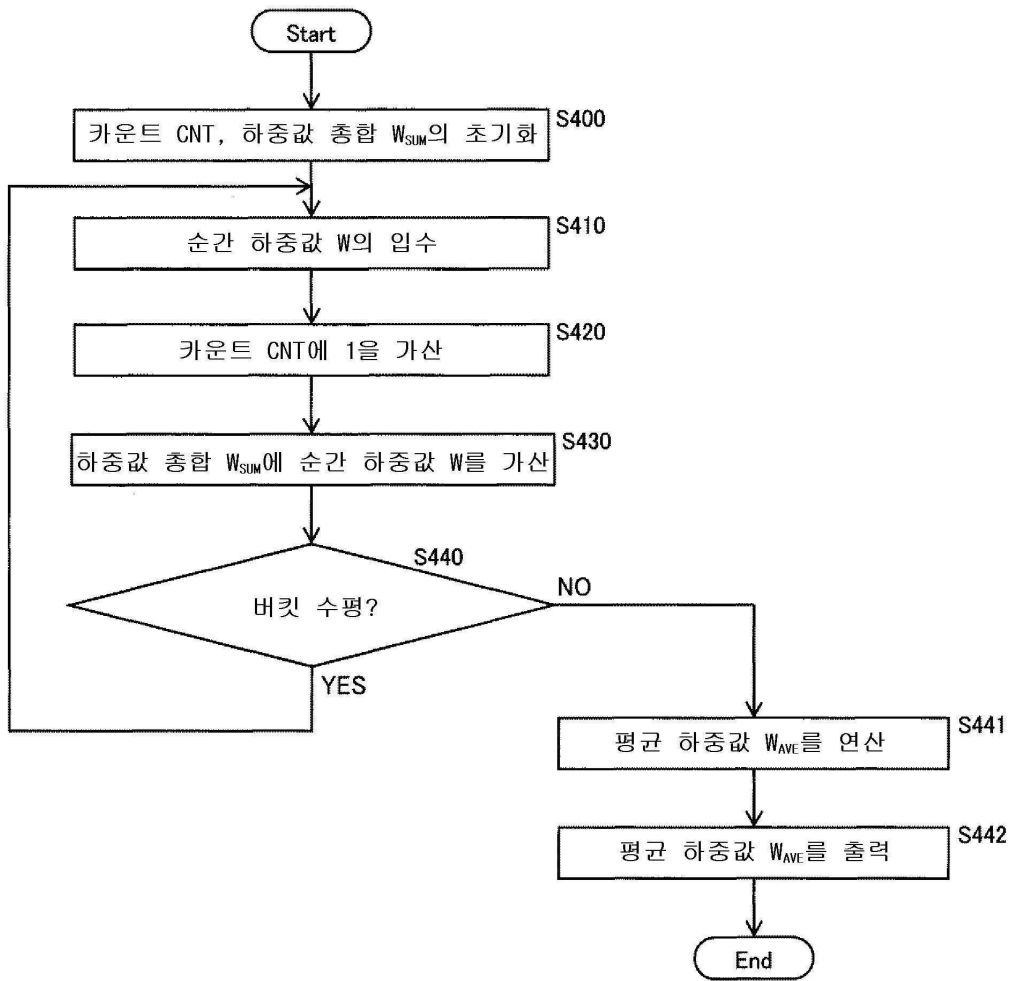 Start
S400
카운트 CNT, 하중값 총합 WSUM의 초기화
S410
순간 하중값 W의 입수
S420
카운트 CNT에 1을 가산
S430
하중값 총합 WSUM에 순간 하중값 W를 가산
S440
버킷 수평?
NO
YES
S441
평균 하중값 WAVE를 연산
S442
평균 하중값 WAVE를 출력
End